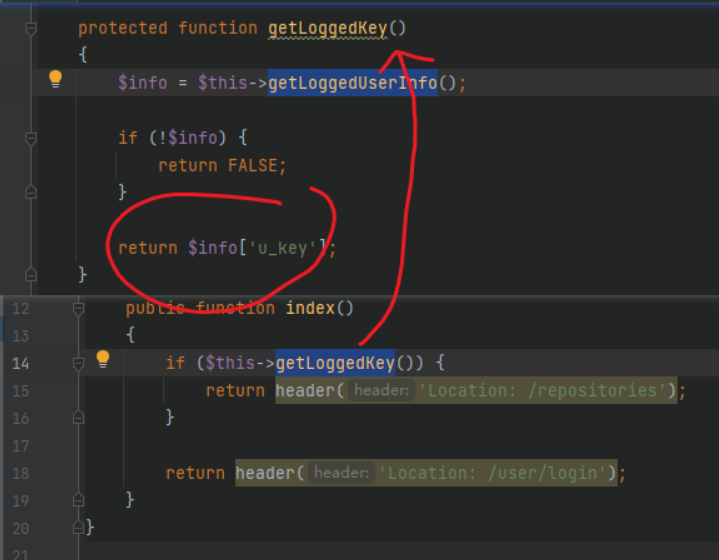 protected function getLoggedKey()
{
$info = $this->getLoggedUserInfo();
if (!$info) {
return FALSE;
}
return $info['u_key'];
}
12 public function index()
13 {
14 if ($this->getLoggedKey()) {
15 return header( header: 'Location: /repositories');
16 }
17
18 return header( header: 'Location: /user/login');
19 }
20 }
21